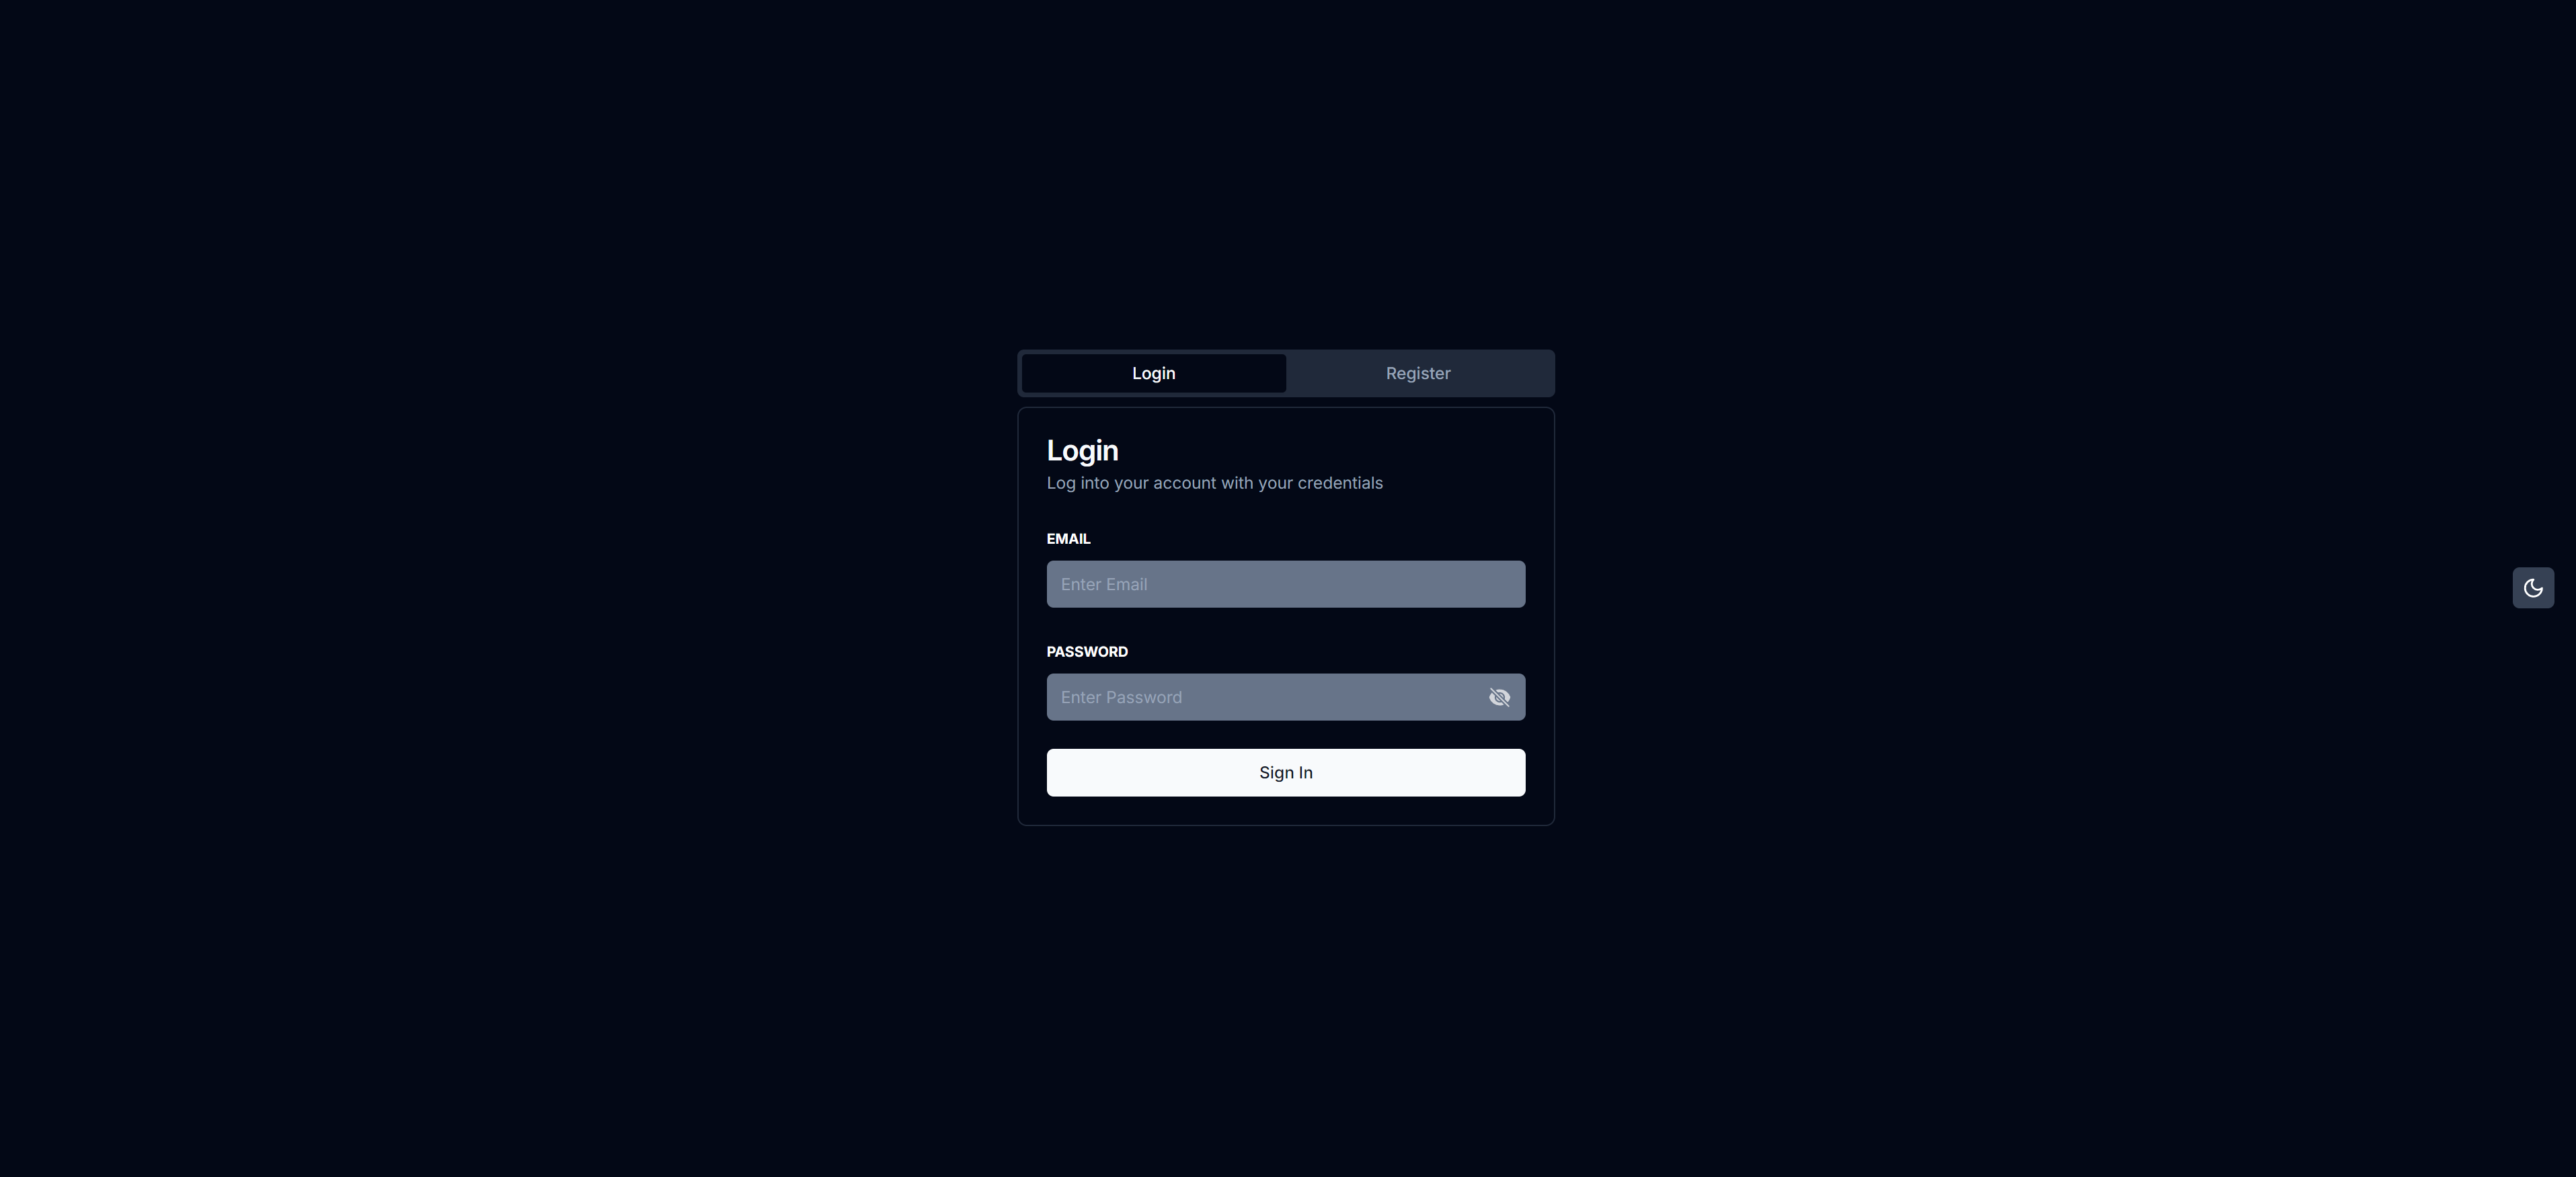 Login
Register
Login
Log into your account with your credentials
EMAIL
Enter Email
PASSWORD
Enter Password
Sign In